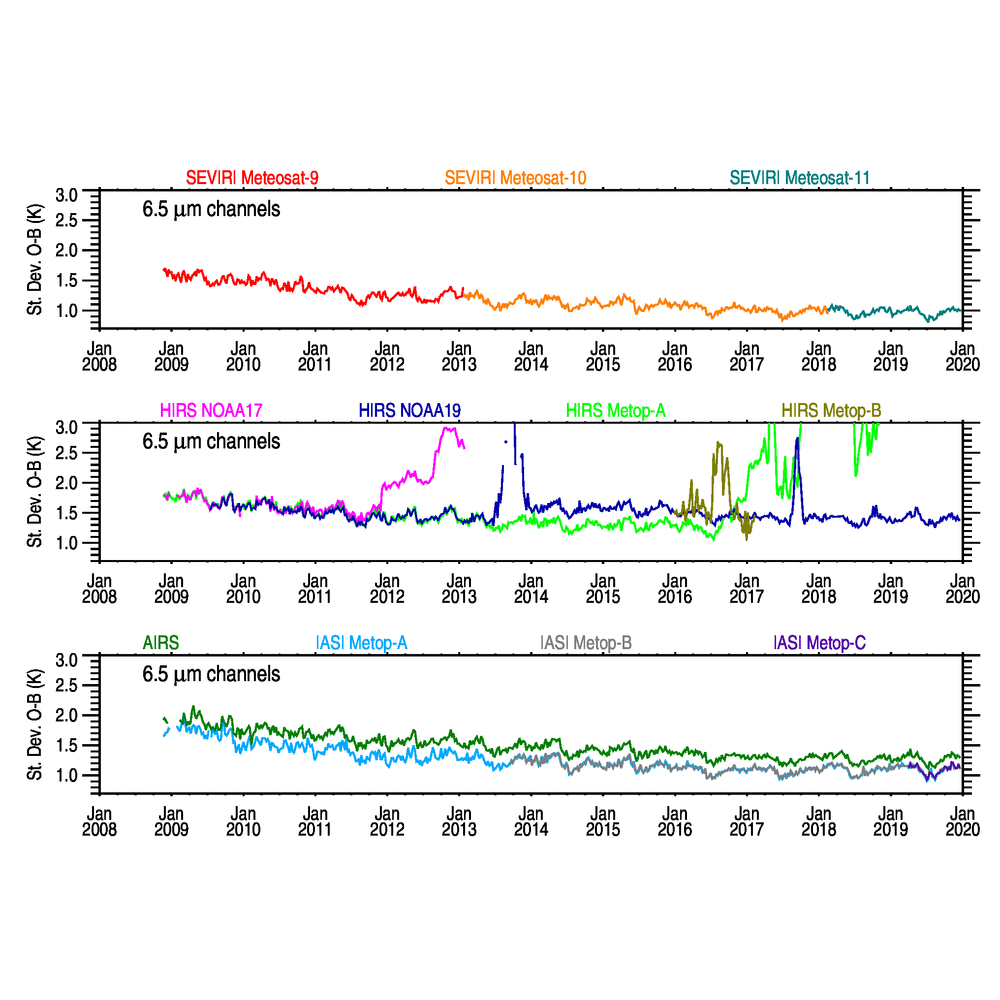 SEVIRI Meteosat-9 SEVIRI Meteosat-10 SEVIRI Meteosat-11
St. Dev. O-B (K)
3.0
2.5
2.0
1.5
1.0
6.5 μm channels
Jan Jan Jan Jan Jan Jan Jan Jan Jan Jan Jan Jan Jan
2008 2009 2010 2011 2012 2013 2014 2015 2016 2017 2018 2019 2020
HIRS NOAA17 HIRS NOAA19 HIRS Metop-A HIRS Metop-B
St. Dev. O-B (K)
3.0
2.5
2.0
1.5
1.0
6.5 μm channels
Jan Jan Jan Jan Jan Jan Jan Jan Jan Jan Jan Jan Jan
2008 2009 2010 2011 2012 2013 2014 2015 2016 2017 2018 2019 2020
AIRS IASI Metop-A IASI Metop-B IASI Metop-C
St. Dev. O-B (K)
3.0
2.5
2.0
1.5
1.0
6.5 μm channels
Jan Jan Jan Jan Jan Jan Jan Jan Jan Jan Jan Jan Jan
2008 2009 2010 2011 2012 2013 2014 2015 2016 2017 2018 2019 2020